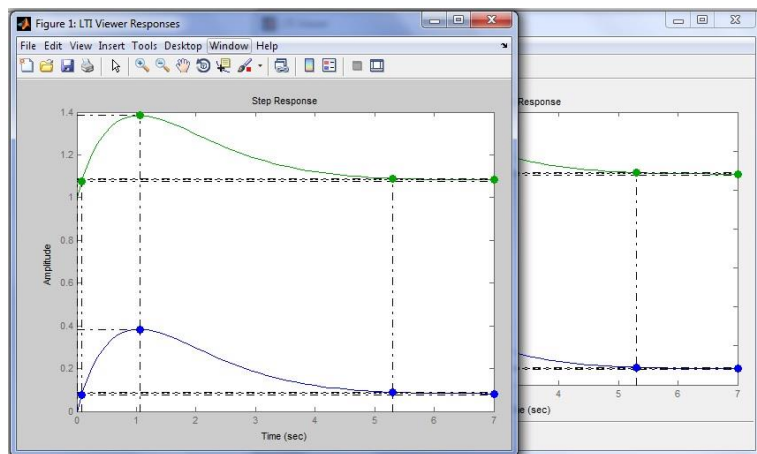 Figure 1: LTI Viewer Responses
File Edit View Insert Tools Desktop Window Help
Step Response
Response
1.4
1.2
1
0.8
0.6
0.4
0.2
0
Amplitude
0 1 2 3 4 5 6 7
4 5 6 7
Time (sec)
e (sec)